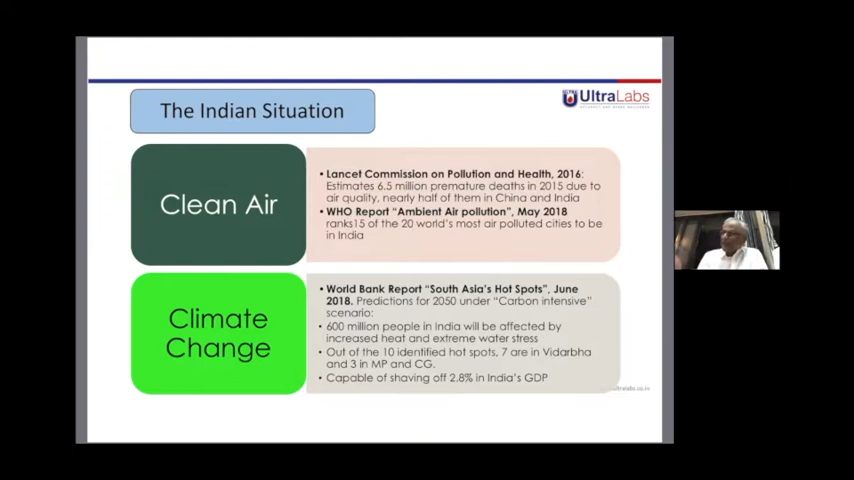 The Indian Situation
UltraLabs
Clean Air
• Lancet Commission on Pollution and Health, 2016:
Estimates 6.5 million premature deaths in 2015 due to
air quality, nearly half of them in China and India
• WHO Report “Ambient Air pollution”, May 2018
ranks15 of the 20 world's most air polluted cities to be
in India
Climate
Change
• World Bank Report “South Asia's Hot Spots”, June
2018. Predictions for 2050 under “Carbon intensive”
scenario:
• 600 million people in India will be affected by
increased heat and extreme water stress
• Out of the 10 identified hot spots, 7 are in Vidarbha
and 3 in MP and CG.
• Capable of shaving off 2.8% in India's GDP